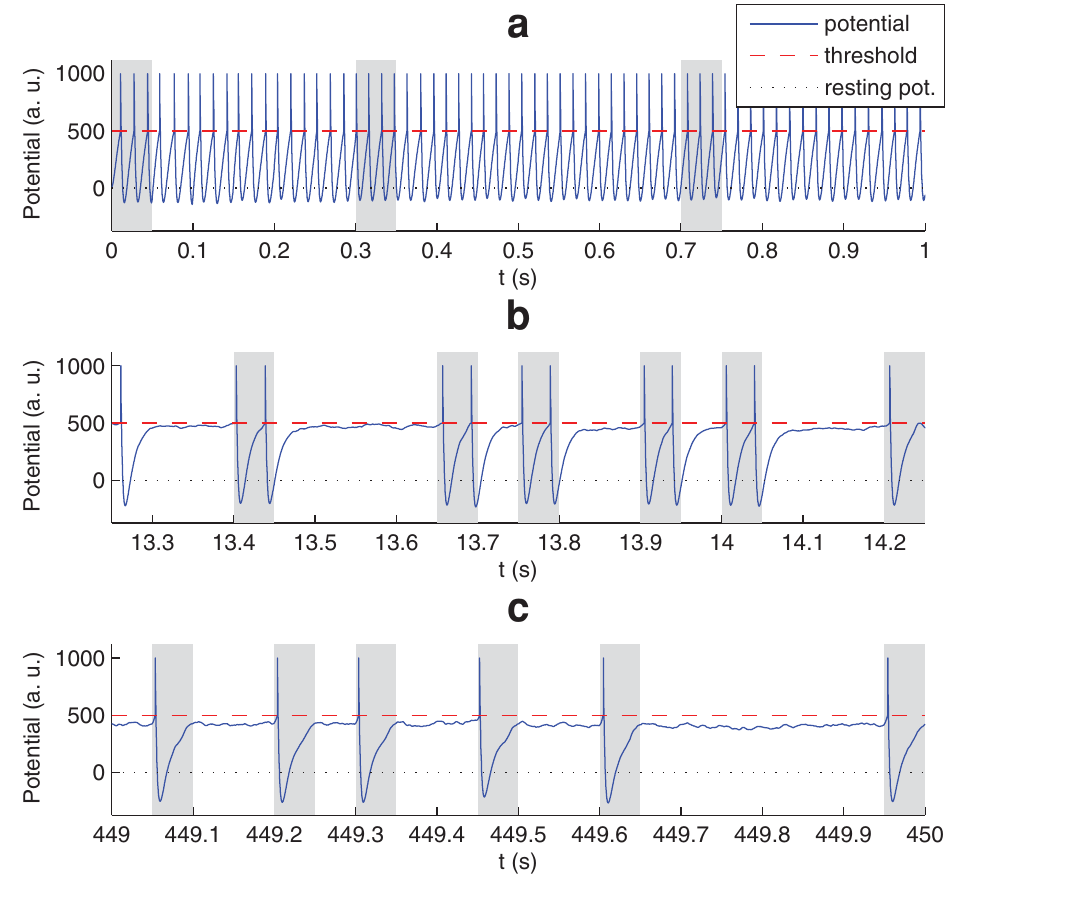 a
potential
threshold
resting pot.
Potential (a. u.)
1000
500
0
0 0.1 0.2 0.3 0.4 0.5 0.6 0.7 0.8 0.9 1
t (s)
b
Potential (a. u.)
1000
500
0
13.3 13.4 13.5 13.6 13.7 13.8 13.9 14 14.1 14.2
t (s)
c
Potential (a. u.)
1000
500
0
449 449.1 449.2 449.3 449.4 449.5 449.6 449.7 449.8 449.9 450
t (s)